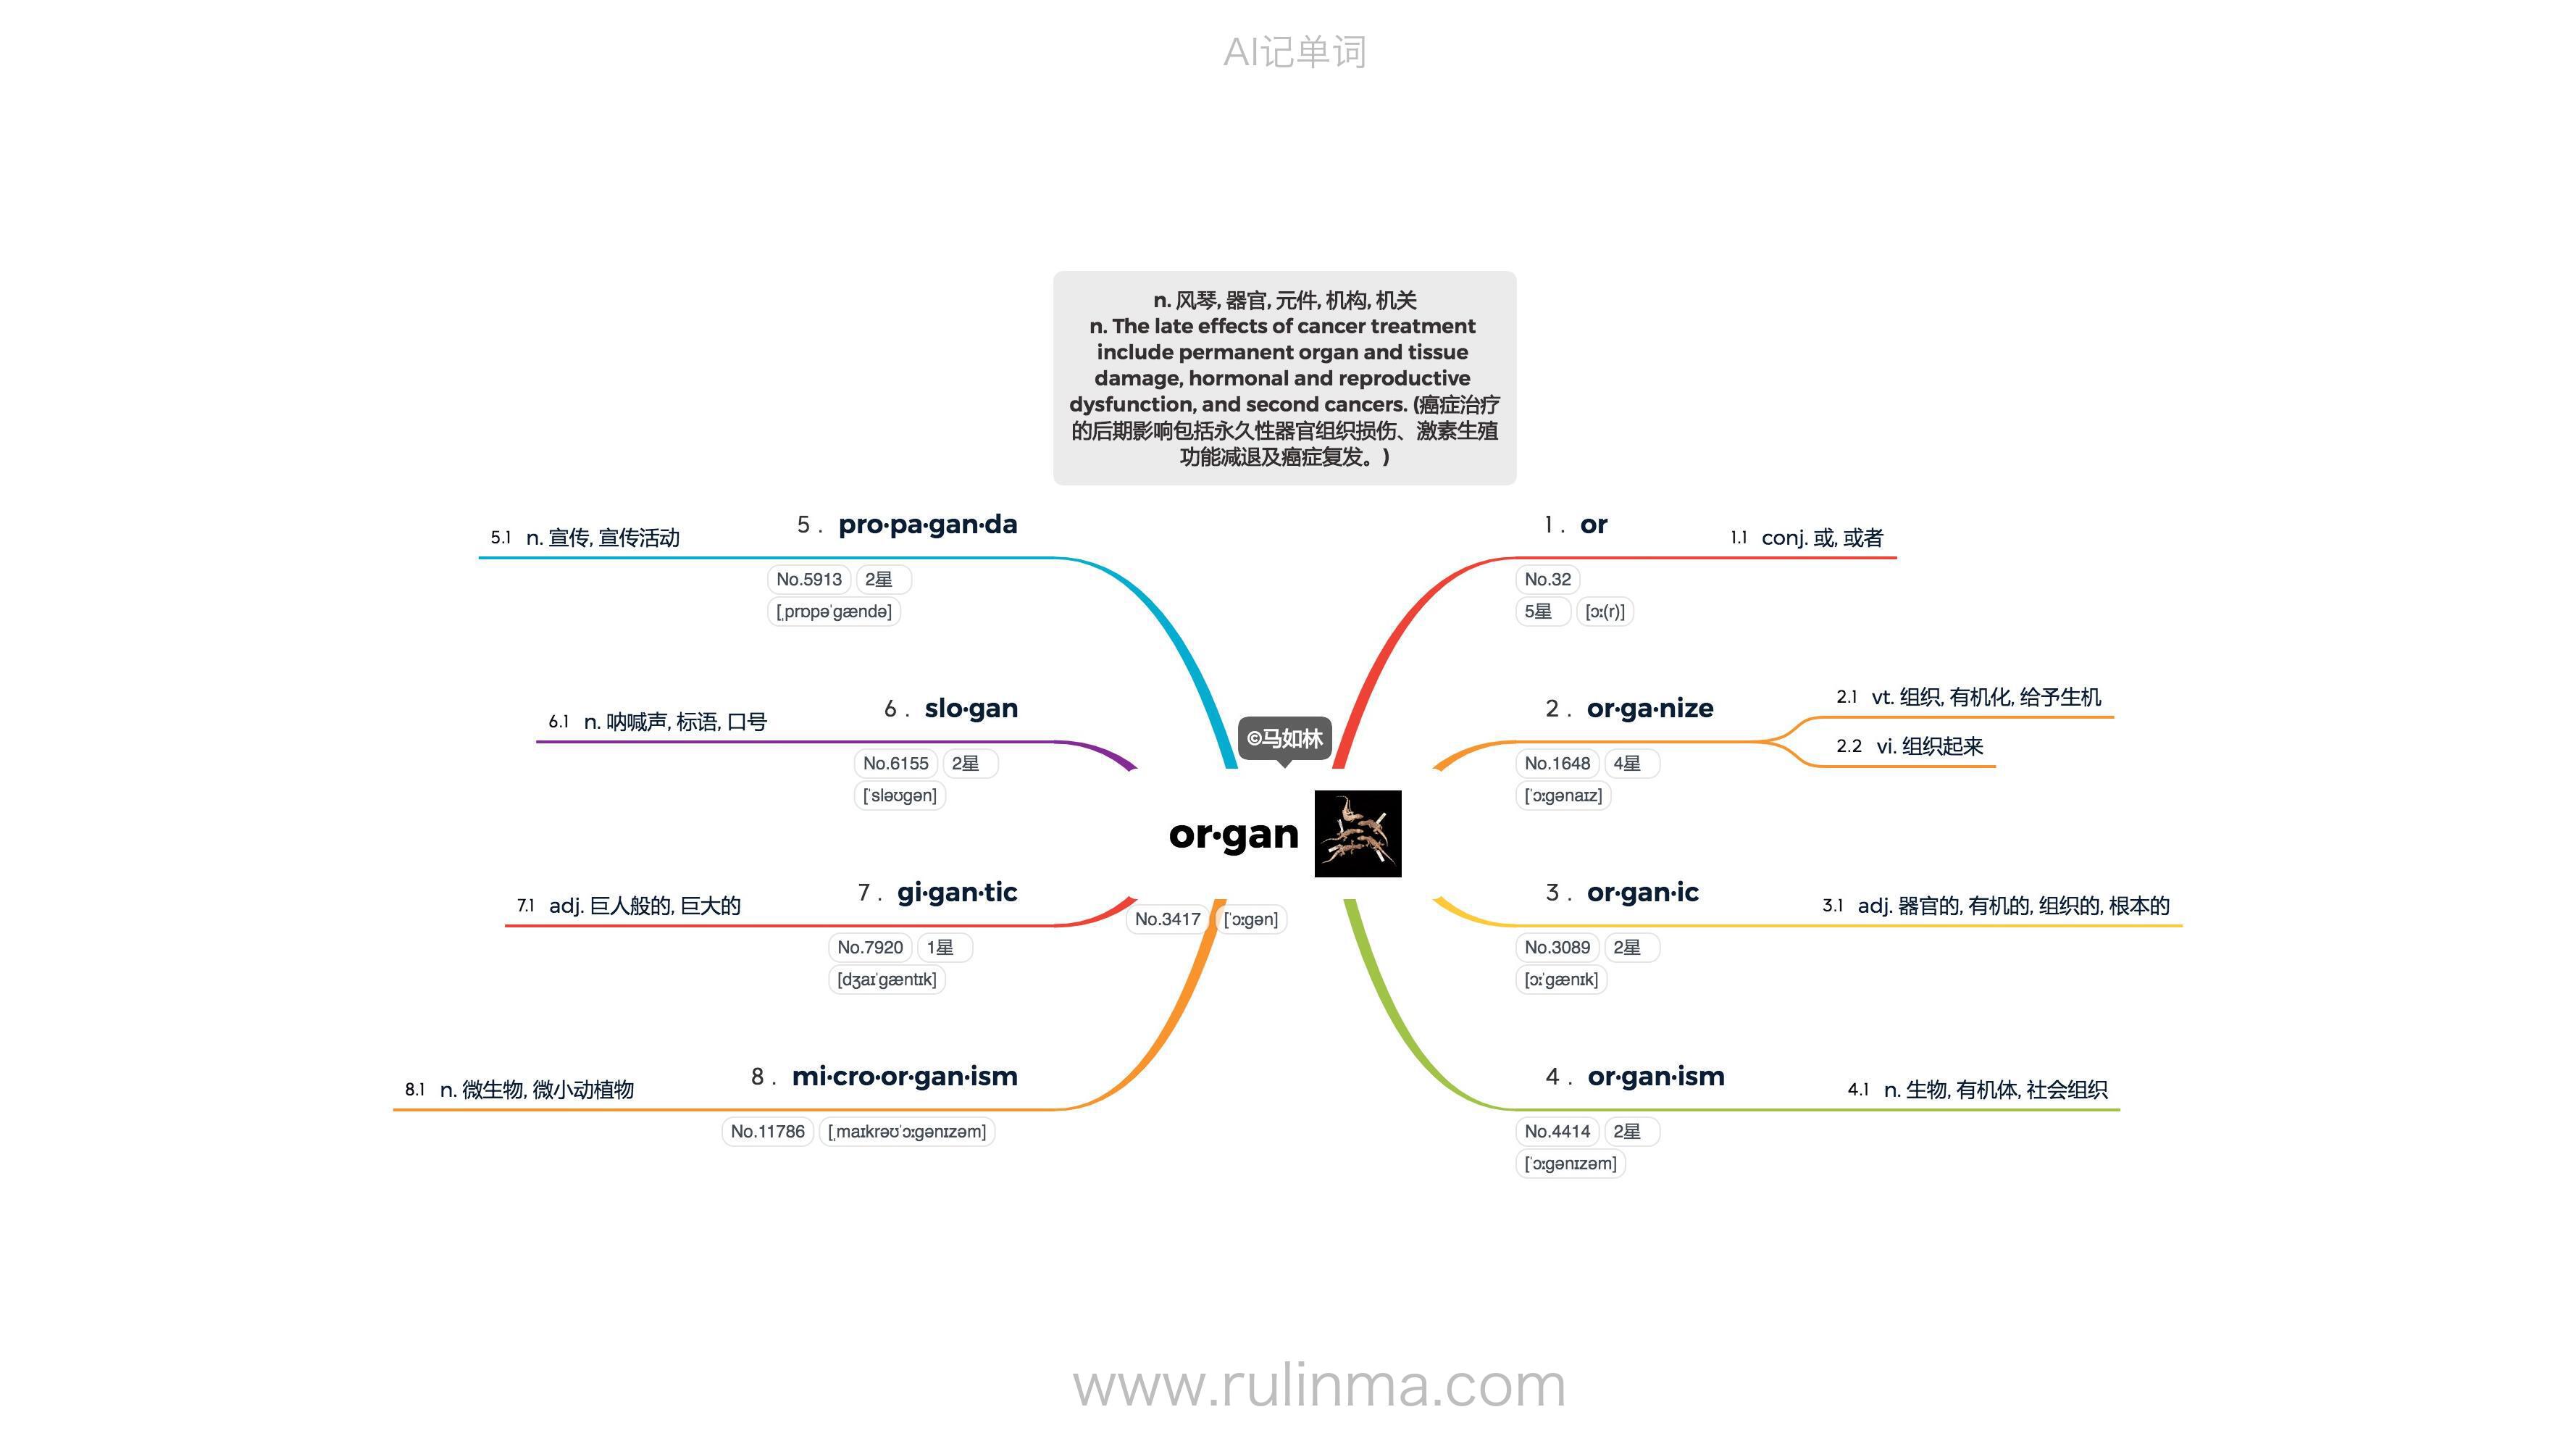 AI记单词
n. 风琴, 器官, 元件, 机构, 机关
n. The late effects of cancer treatment
include permanent organ and tissue
damage, hormonal and reproductive
dysfunction, and second cancers. (癌症治疗
的后期影响包括永久性器官组织损伤、激素生殖
功能减退及癌症复发。)
©马如林
or·gan
No.3417 [ˈɔːgən]
1 . or
No.32
5星 [ɔː(r)]
1.1 conj. 或, 或者
2 . or·ga·nize
No.1648 4星
[ˈɔːgənaɪz]
2.1 vt. 组织, 有机化, 给予生机
2.2 vi. 组织起来
3 . or·gan·ic
No.3089 2星
[ɔːˈgænɪk]
3.1 adj. 器官的, 有机的, 组织的, 根本的
4 . or·gan·ism
No.4414 2星
[ˈɔːgənɪzəm]
4.1 n. 生物, 有机体, 社会组织
5 . pro·pa·gan·da
No.5913 2星
[ˌprɒpəˈgændə]
5.1 n. 宣传, 宣传活动
6 . slo·gan
No.6155 2星
[ˈsləʊgən]
6.1 n. 呐喊声, 标语, 口号
7 . gi·gan·tic
No.7920 1星
[dʒaɪˈgæntɪk]
7.1 adj. 巨人般的, 巨大的
8 . mi·cro·or·gan·ism
No.11786 [ˌmaɪkrəʊˈɔːgənɪzəm]
8.1 n. 微生物, 微小动植物
www.rulinma.com